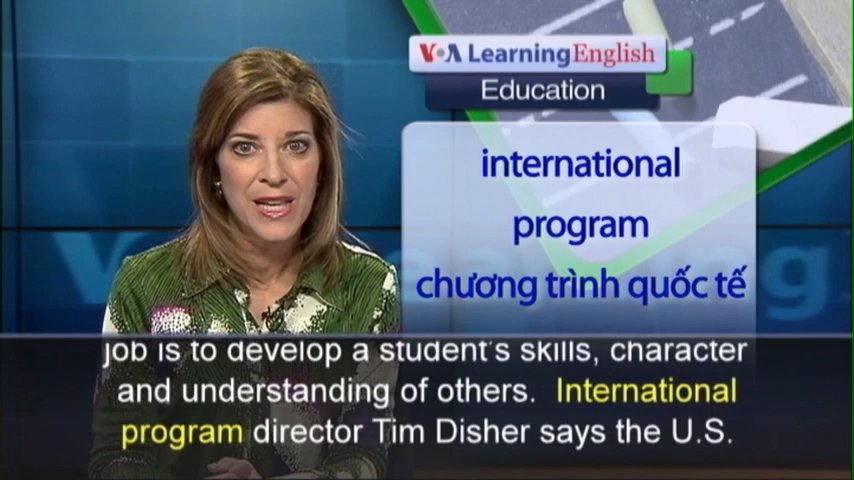 VOA Learning English
Education
international
program
chương trình quốc tế
job is to develop a student's skills, character
and understanding of others. International
program director Tim Disher says the U.S.